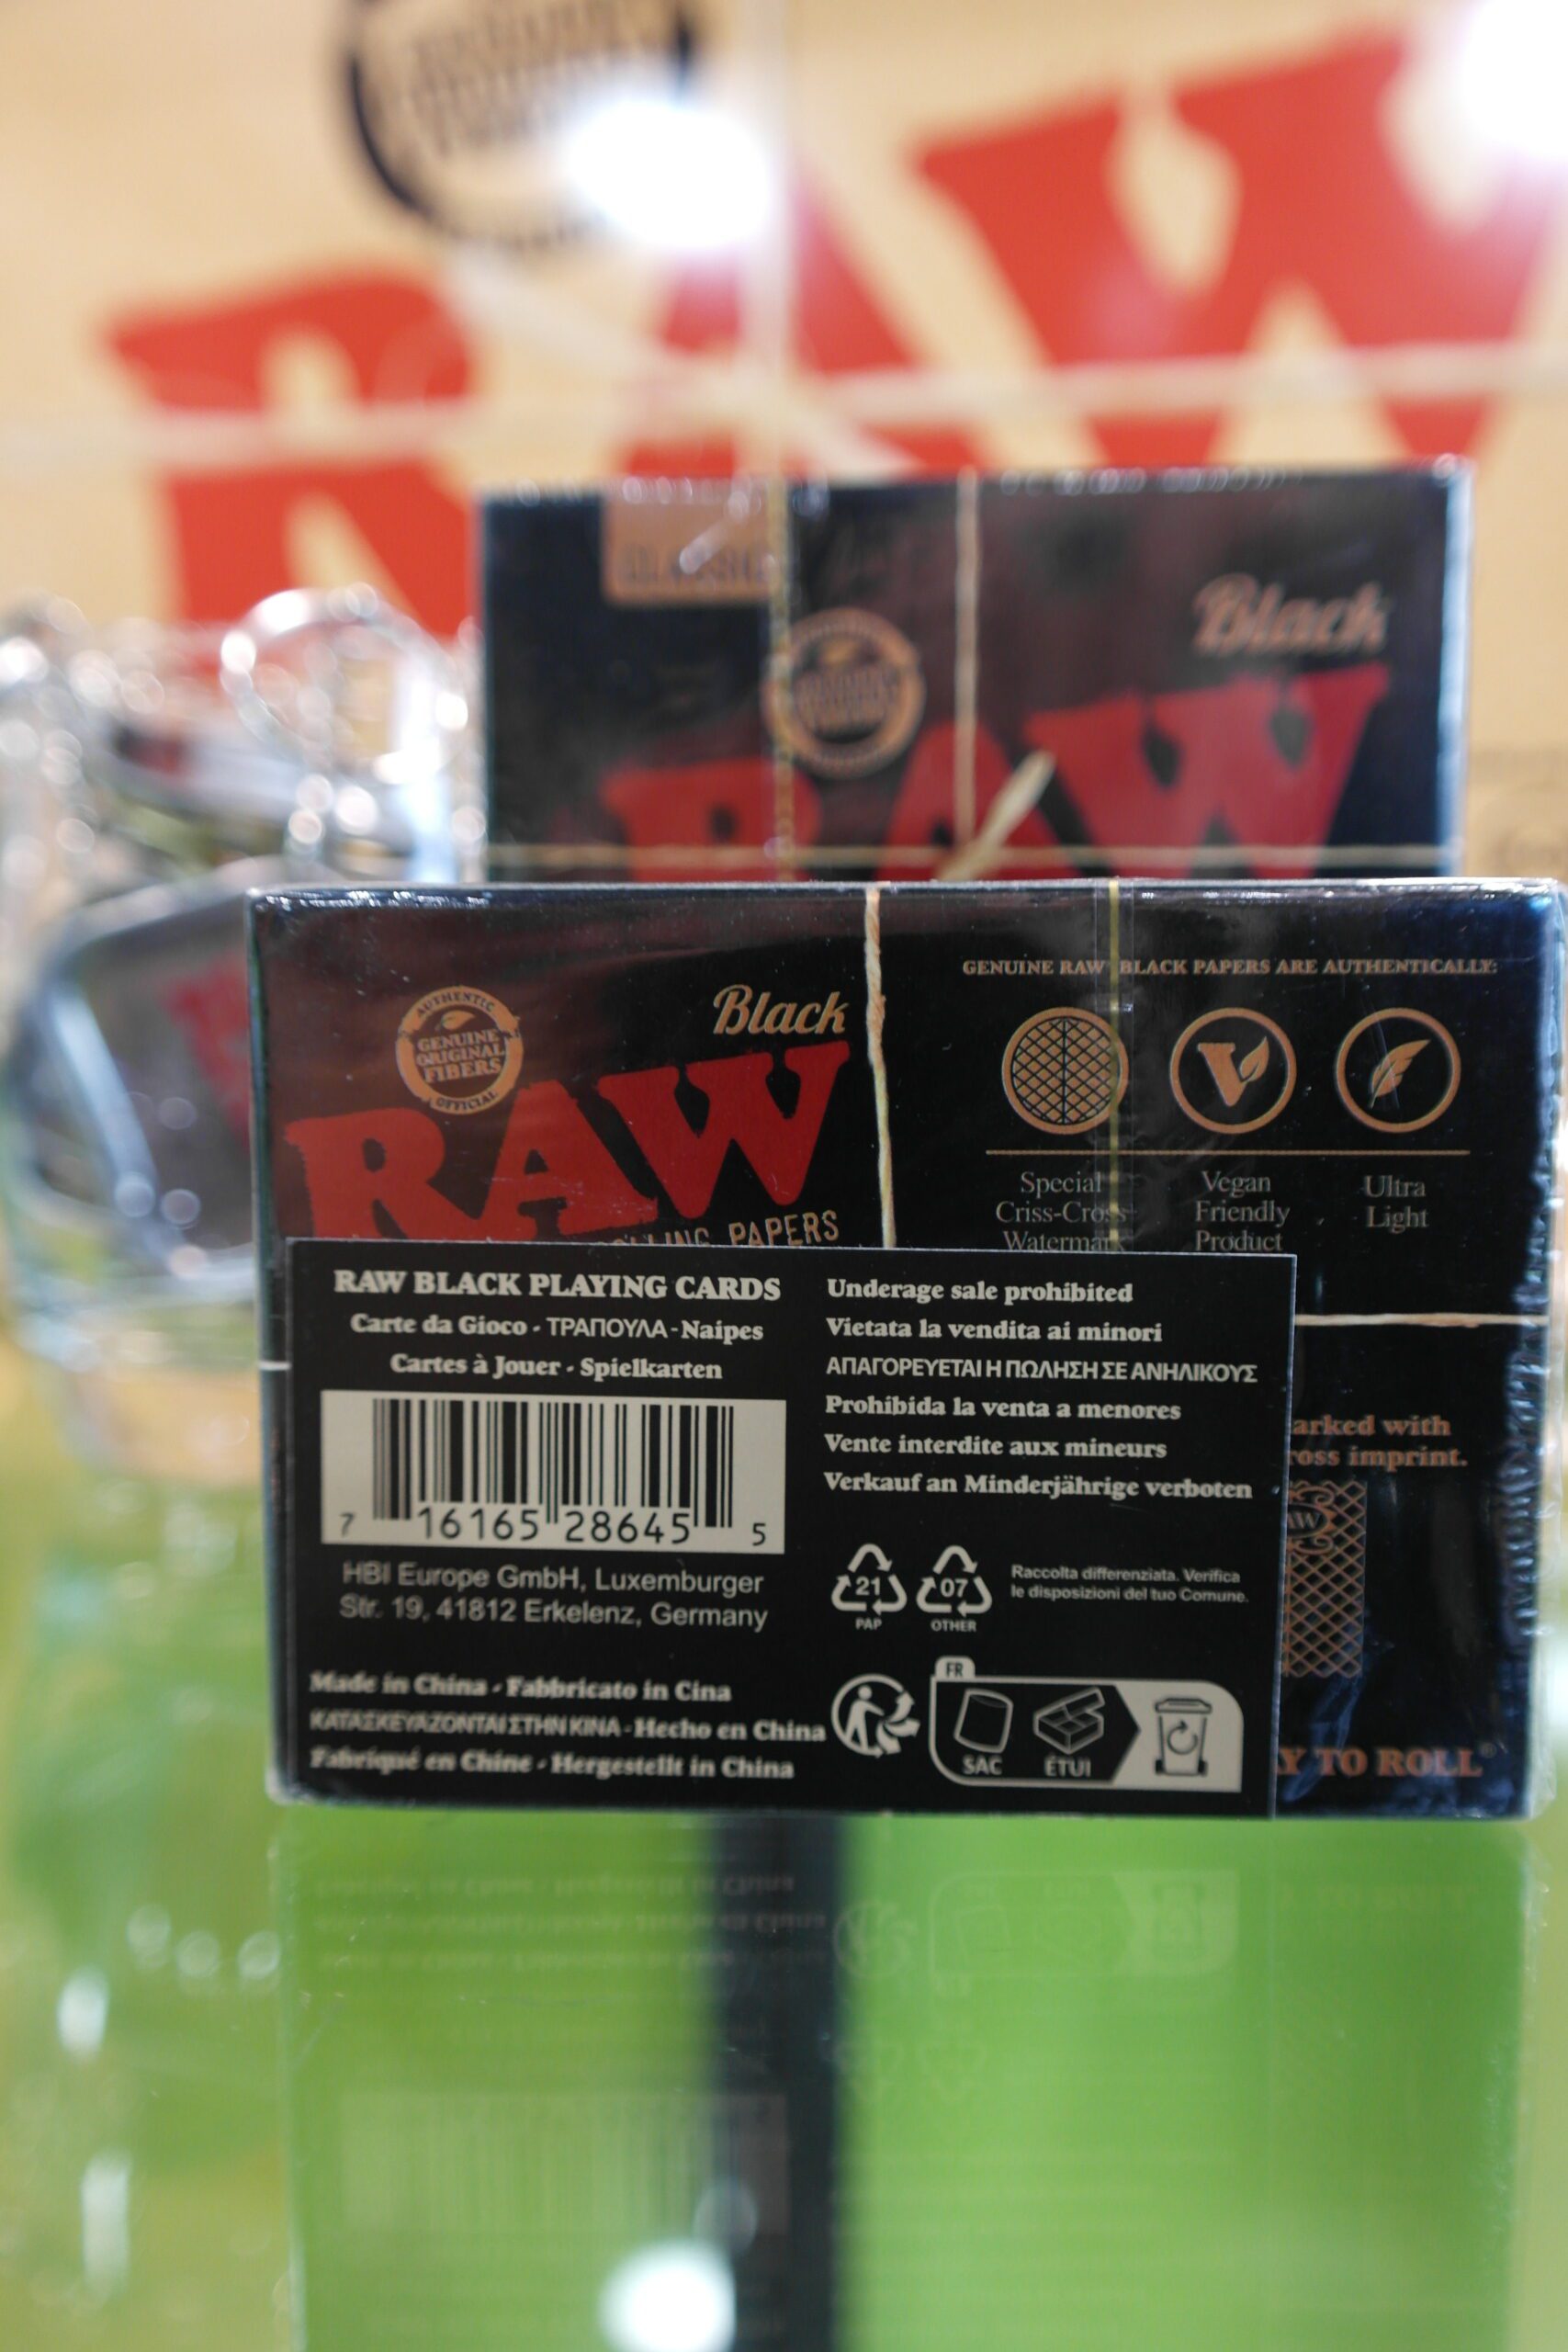 RAW
CLASSIC
Black
RAW
AUTHENTIC
GENUINE
ORIGINAL
FIBERS
OFFICIAL
Black
RAW
PAPERS
GENUINE RAW BLACK PAPERS ARE AUTHENTICALLY:
Special
Criss-Cross
Watermark
Vegan
Friendly
Product
Ultra
Light
RAW BLACK PLAYING CARDS
Carte da Gioco - ΤΡΑΠΟΥΛΑ - Naipes
Cartes à Jouer - Spielkarten
7 16165 28645 5
HBI Europe GmbH, Luxemburger
Str. 19, 41812 Erkelenz, Germany
Made in China - Fabbricato in Cina
ΚΑΤΑΣΚΕΥΑΖΟΝΤΑΙ ΣΤΗΝ ΚΙΝΑ - Hecho en China
Fabriqué en Chine - Hergestellt in China
Underage sale prohibited
Vietata la vendita ai minori
ΑΠΑΓΟΡΕΥΕΤΑΙ Η ΠΩΛΗΣΗ ΣΕ ΑΝΗΛΙΚΟΥΣ
Prohibida la venta a menores
Vente interdite aux mineurs
Verkauf an Minderjährige verboten
21
PAP
07
OTHER
Raccolta differenziata. Verifica
le disposizioni del tuo Comune.
FR
SAC
ÉTUI
arked with
ross imprint.
AW
Y TO ROLL®